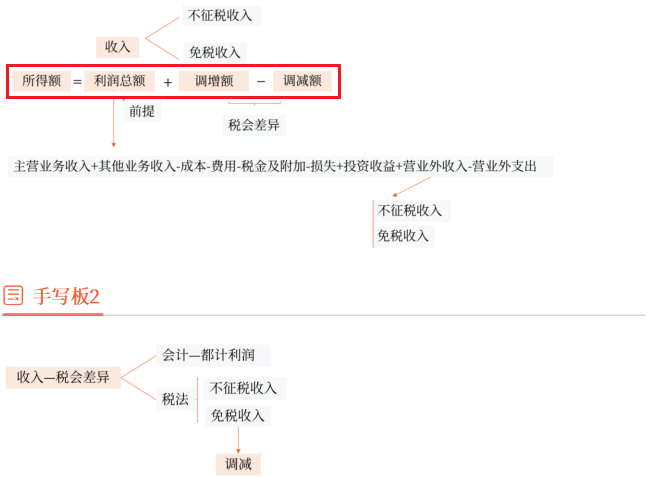 不征税收入
收入
免税收入
所得额 = 利润总额 + 调增额 − 调减额
前提
税会差异
主营业务收入+其他业务收入-成本-费用-税金及附加-损失+投资收益+营业外收入-营业外支出
不征税收入
免税收入
手写板2
会计—都计利润
收入—税会差异
不征税收入
税法
免税收入
调减